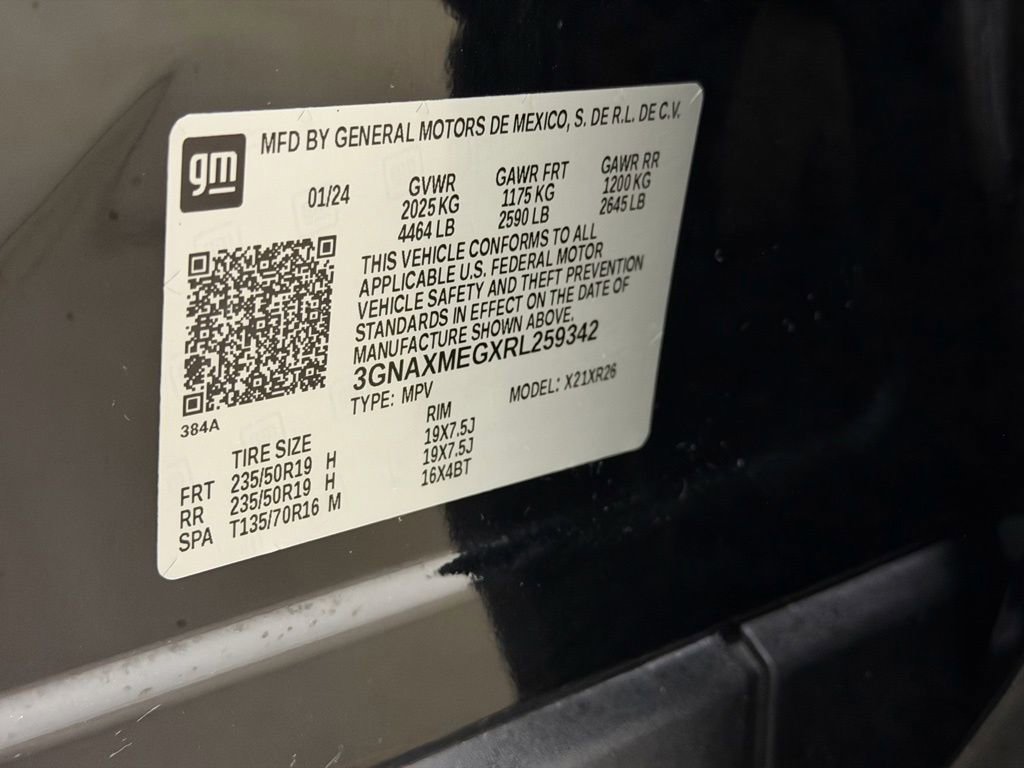 gm
MFD BY GENERAL MOTORS DE MEXICO, S. DE R.L. DE C.V.
01/24
GVWR
2025 KG
4464 LB
GAWR FRT
1175 KG
2590 LB
GAWR RR
1200 KG
2645 LB
THIS VEHICLE CONFORMS TO ALL
APPLICABLE U.S. FEDERAL MOTOR
VEHICLE SAFETY AND THEFT PREVENTION
STANDARDS IN EFFECT ON THE DATE OF
MANUFACTURE SHOWN ABOVE.
3GNAXMEGXRL259342
TYPE: MPV MODEL: X21XR26
384A
TIRE SIZE RIM
FRT 235/50R19 H 19X7.5J
RR 235/50R19 H 19X7.5J
SPA T135/70R16 M 16X4BT